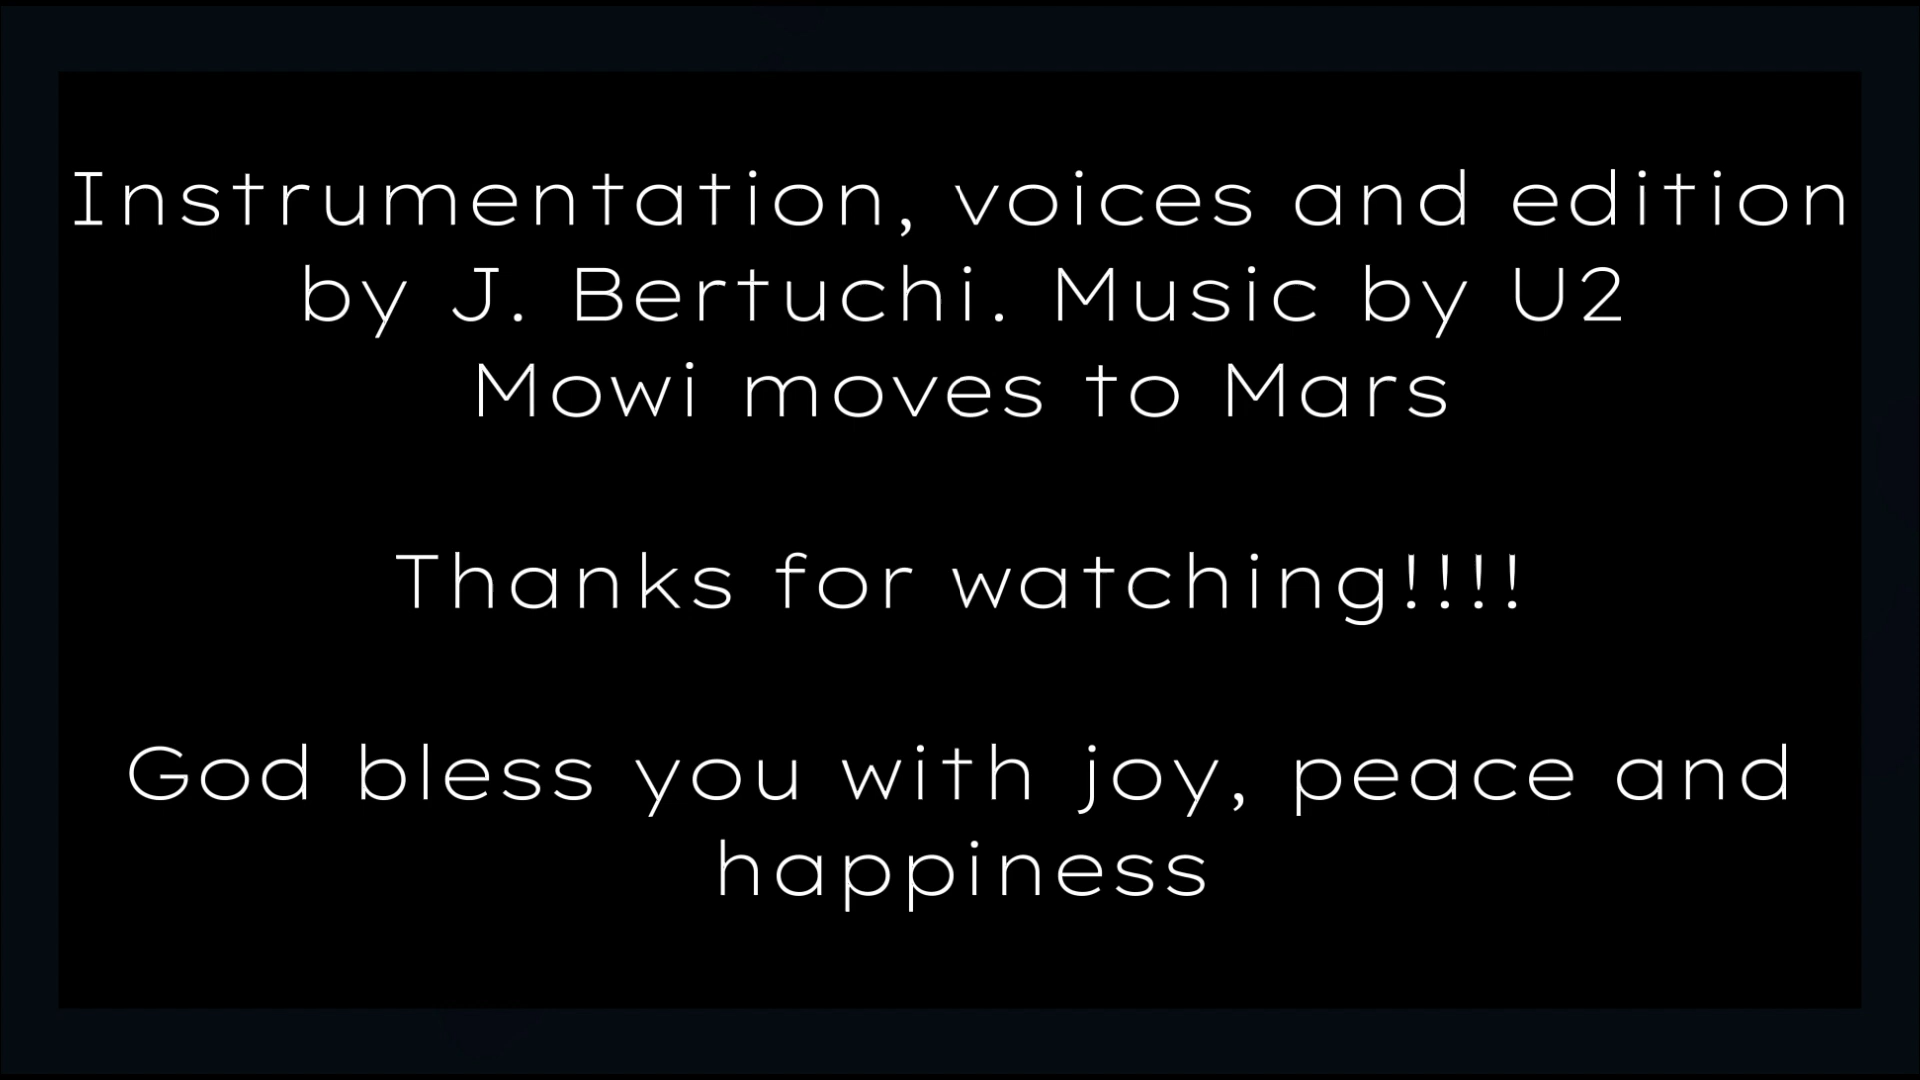 Instrumentation, voices and edition
by J. Bertuchi. Music by U2
Mowi moves to Mars
Thanks for watching!!!!
God bless you with joy, peace and
happiness